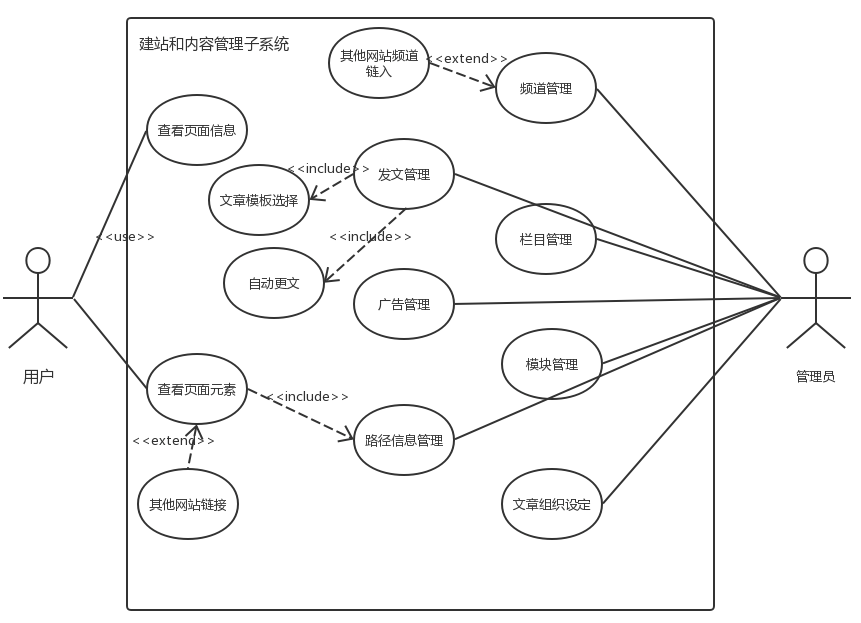 建站和内容管理子系统
其他网站频道
链入
<<extend>>
频道管理
查看页面信息
<<include>>
发文管理
文章模板选择
<<use>>
<<include>>
栏目管理
自动更文
广告管理
用户
查看页面元素
<<include>>
模块管理
管理员
<<extend>>
路径信息管理
其他网站链接
文章组织设定